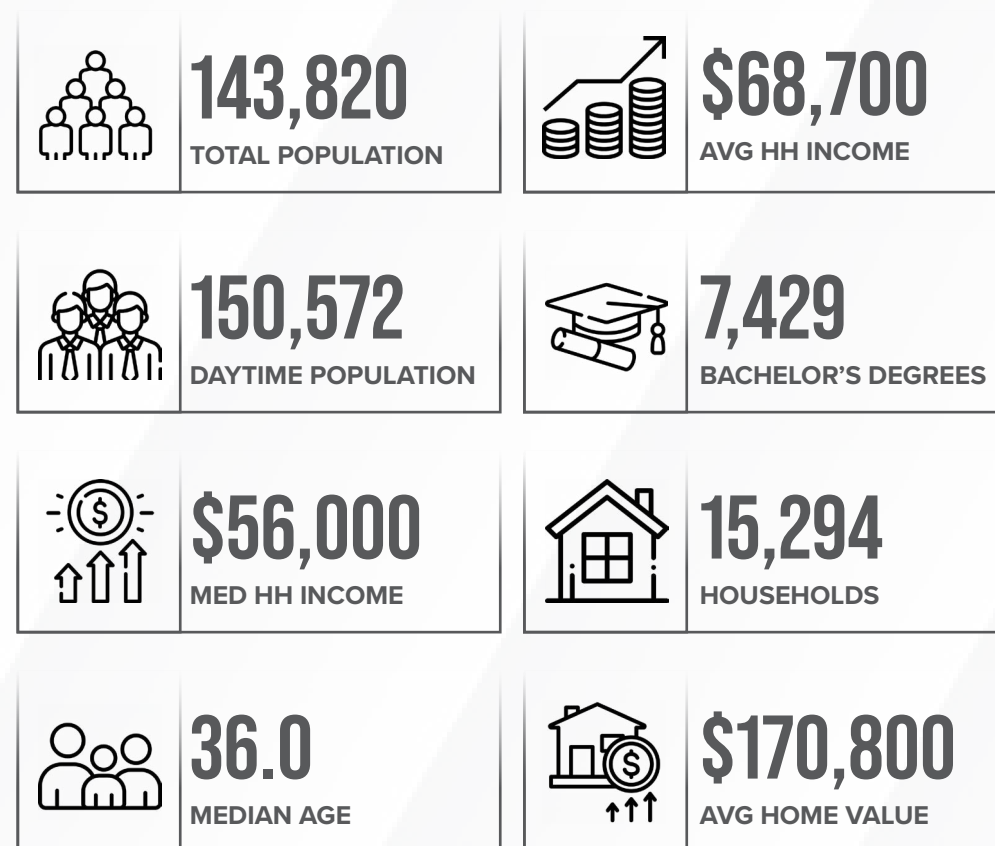 143,820
TOTAL POPULATION
$68,700
AVG HH INCOME
150,572
DAYTIME POPULATION
7,429
BACHELOR’S DEGREES
$56,000
MED HH INCOME
15,294
HOUSEHOLDS
36.0
MEDIAN AGE
$170,800
AVG HOME VALUE